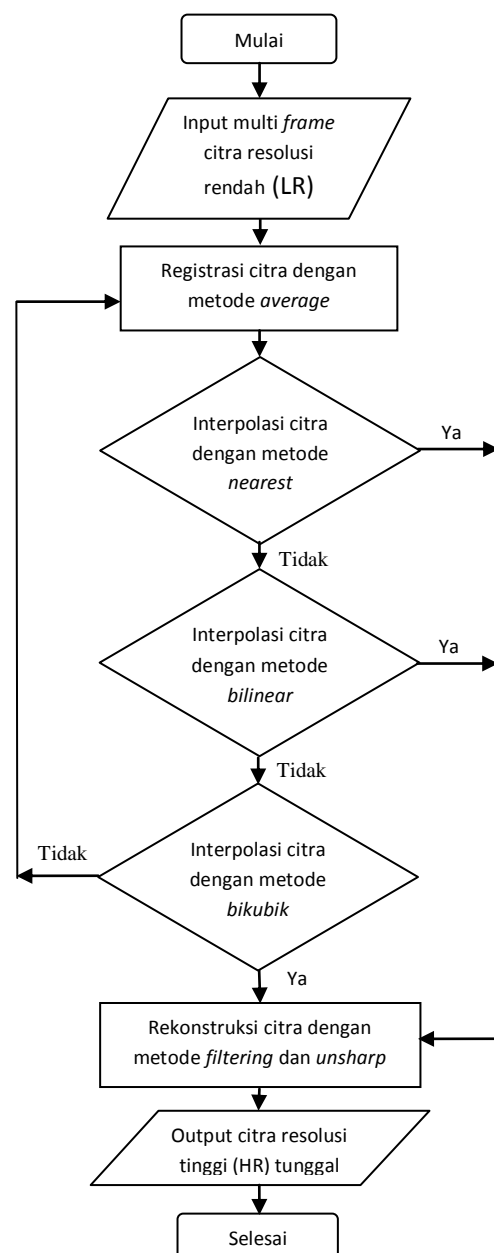 Mulai
Input multi frame
citra resolusi
rendah (LR)
Registrasi citra dengan
metode average
Interpolasi citra
dengan metode
nearest
Ya
Tidak
Interpolasi citra
dengan metode
bilinear
Ya
Tidak
Interpolasi citra
dengan metode
bikubik
Tidak
Ya
Rekonstruksi citra dengan
metode filtering dan unsharp
Output citra resolusi
tinggi (HR) tunggal
Selesai